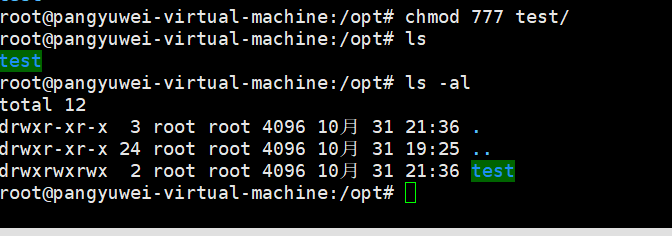 root@pangyuwei-virtual-machine:/opt# chmod 777 test/
root@pangyuwei-virtual-machine:/opt# ls
test
root@pangyuwei-virtual-machine:/opt# ls -al
total 12
drwxr-xr-x  3 root root 4096 10月 31 21:36 .
drwxr-xr-x 24 root root 4096 10月 31 19:25 ..
drwxrwxrwx  2 root root 4096 10月 31 21:36 test
root@pangyuwei-virtual-machine:/opt#